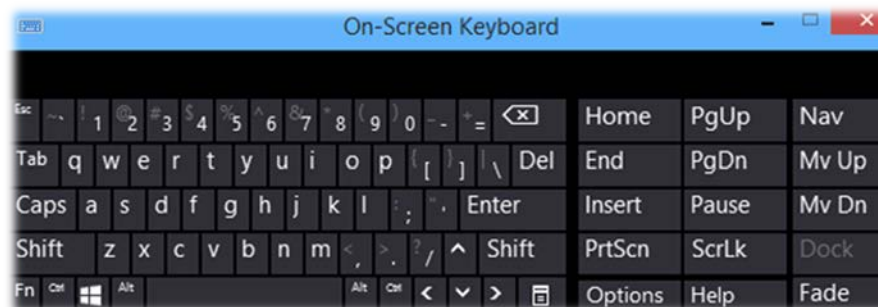 On-Screen Keyboard
Esc ~ ` ! 1 @ 2 # 3 $ 4 % 5 ^ 6 & 7 * 8 ( 9 ) 0 _ - + = Home PgUp Nav
Tab q w e r t y u i o p { [ } ] | \ Del End PgDn Mv Up
Caps a s d f g h j k l : ; " ' Enter Insert Pause Mv Dn
Shift z x c v b n m < , > . ? / ^ Shift PrtScn ScrLk Dock
Fn Ctrl Alt Alt Ctrl Options Help Fade